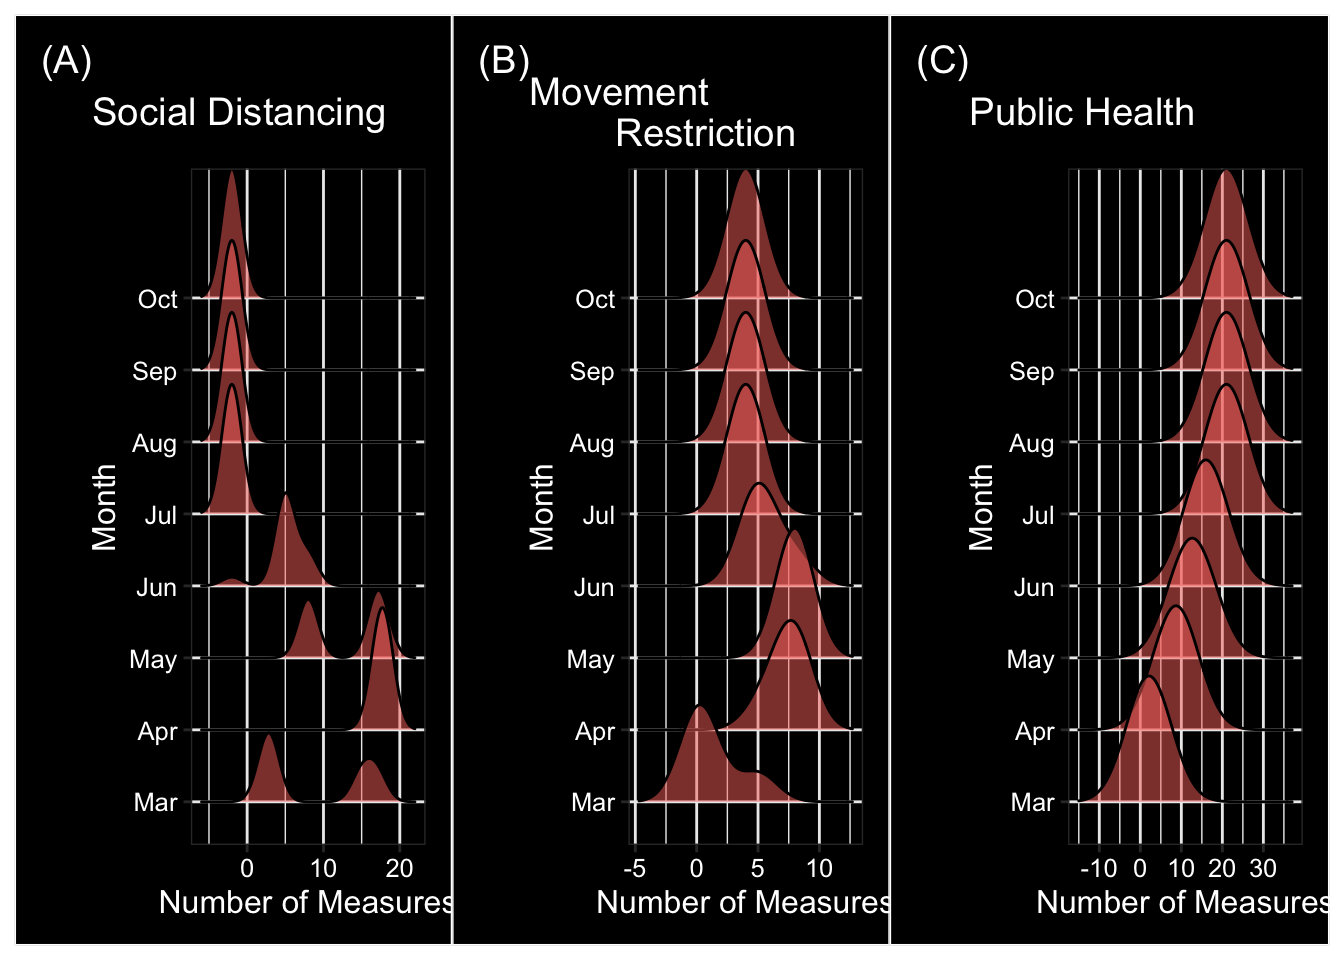 (A)
Social Distancing
Oct
Sep
Aug
Jul
Jun
May
Apr
Mar
Month
0 10 20
Number of Measures
(B)
Movement
Restriction
Oct
Sep
Aug
Jul
Jun
May
Apr
Mar
Month
-5 0 5 10
Number of Measures
(C)
Public Health
Oct
Sep
Aug
Jul
Jun
May
Apr
Mar
Month
-10 0 10 20 30
Number of Measures